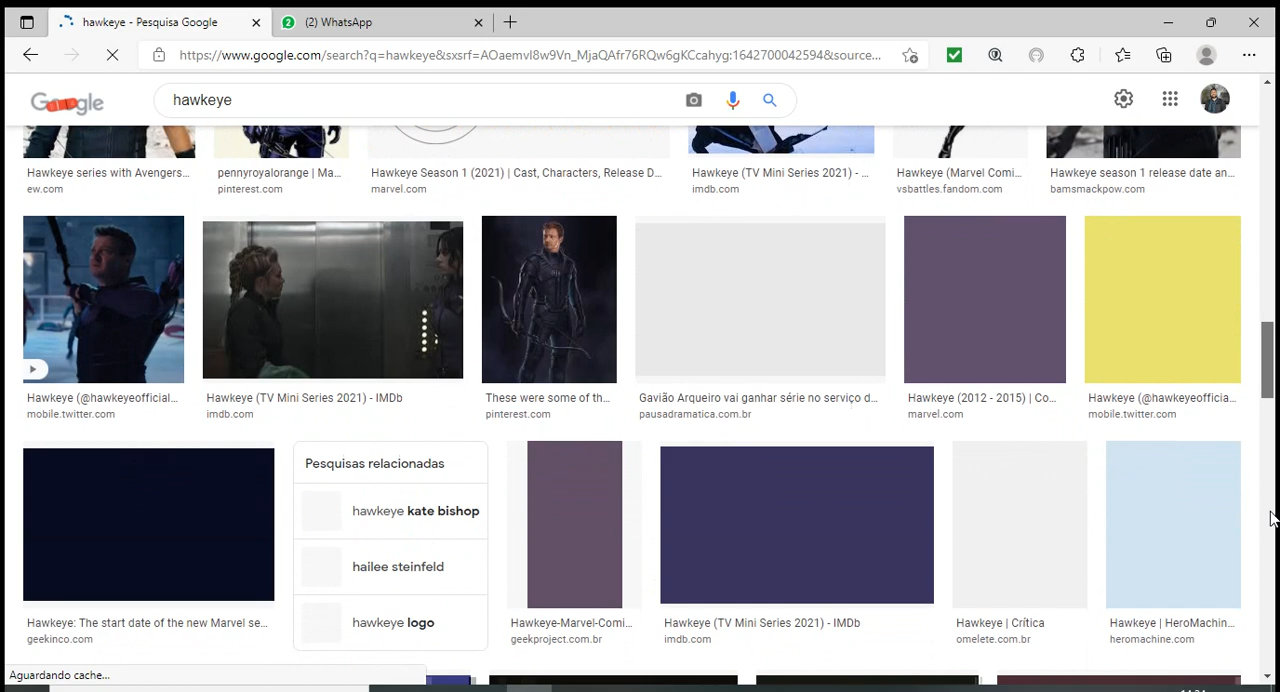 hawkeye - Pesquisa Google
(2) WhatsApp
https://www.google.com/search?q=hawkeye&sxsrf=AOaemvI8w9Vn_MjaQAfr76RQw6gKCcahyg:1642700042594&source...
Google
hawkeye
Hawkeye series with Avengers...
ew.com
pennyroyalorange | Ma...
pinterest.com
Hawkeye Season 1 (2021) | Cast, Characters, Release D...
marvel.com
Hawkeye (TV Mini Series 2021) - ...
imdb.com
Hawkeye (Marvel Comi...
vsbattles.fandom.com
Hawkeye season 1 release date an...
bamsmackpow.com
Hawkeye (@hawkeyeofficial...
mobile.twitter.com
Hawkeye (TV Mini Series 2021) - IMDb
imdb.com
These were some of th...
pinterest.com
Gavião Arqueiro vai ganhar série no serviço d...
pausadramatica.com.br
Hawkeye (2012 - 2015) | Co...
marvel.com
Hawkeye (@hawkeyeofficia...
mobile.twitter.com
Hawkeye: The start date of the new Marvel se...
geekinco.com
Pesquisas relacionadas
hawkeye kate bishop
hailee steinfeld
hawkeye logo
Hawkeye-Marvel-Comi...
geekproject.com.br
Hawkeye (TV Mini Series 2021) - IMDb
imdb.com
Hawkeye | Crítica
omelete.com.br
Hawkeye | HeroMachin...
heromachine.com
Aguardando cache...